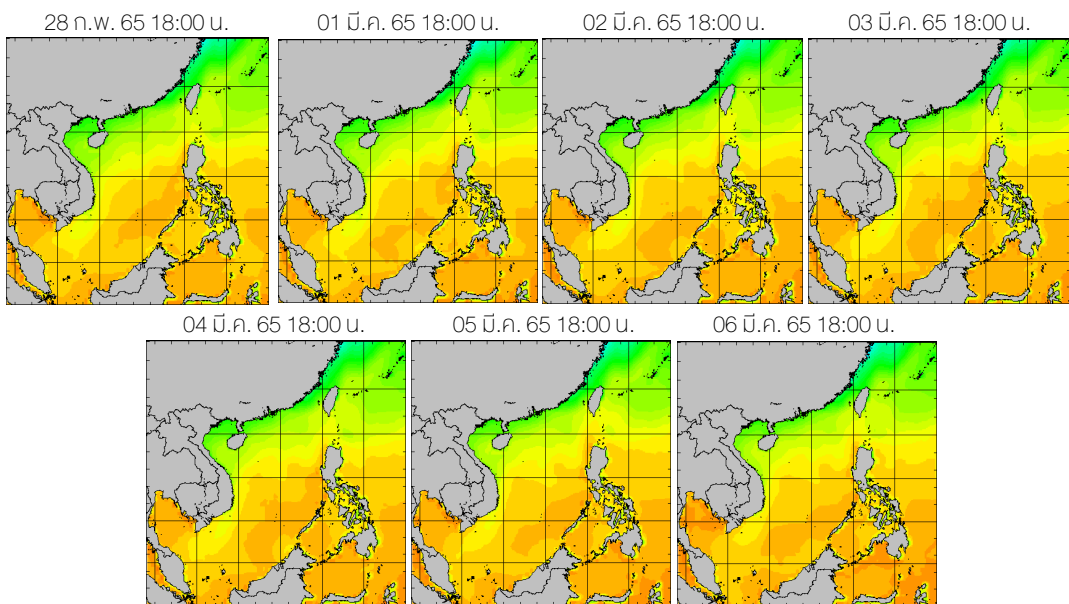 28 ก.พ. 65 18:00 น.
01 มี.ค. 65 18:00 น.
02 มี.ค. 65 18:00 น.
03 มี.ค. 65 18:00 น.
04 มี.ค. 65 18:00 น.
05 มี.ค. 65 18:00 น.
06 มี.ค. 65 18:00 น.